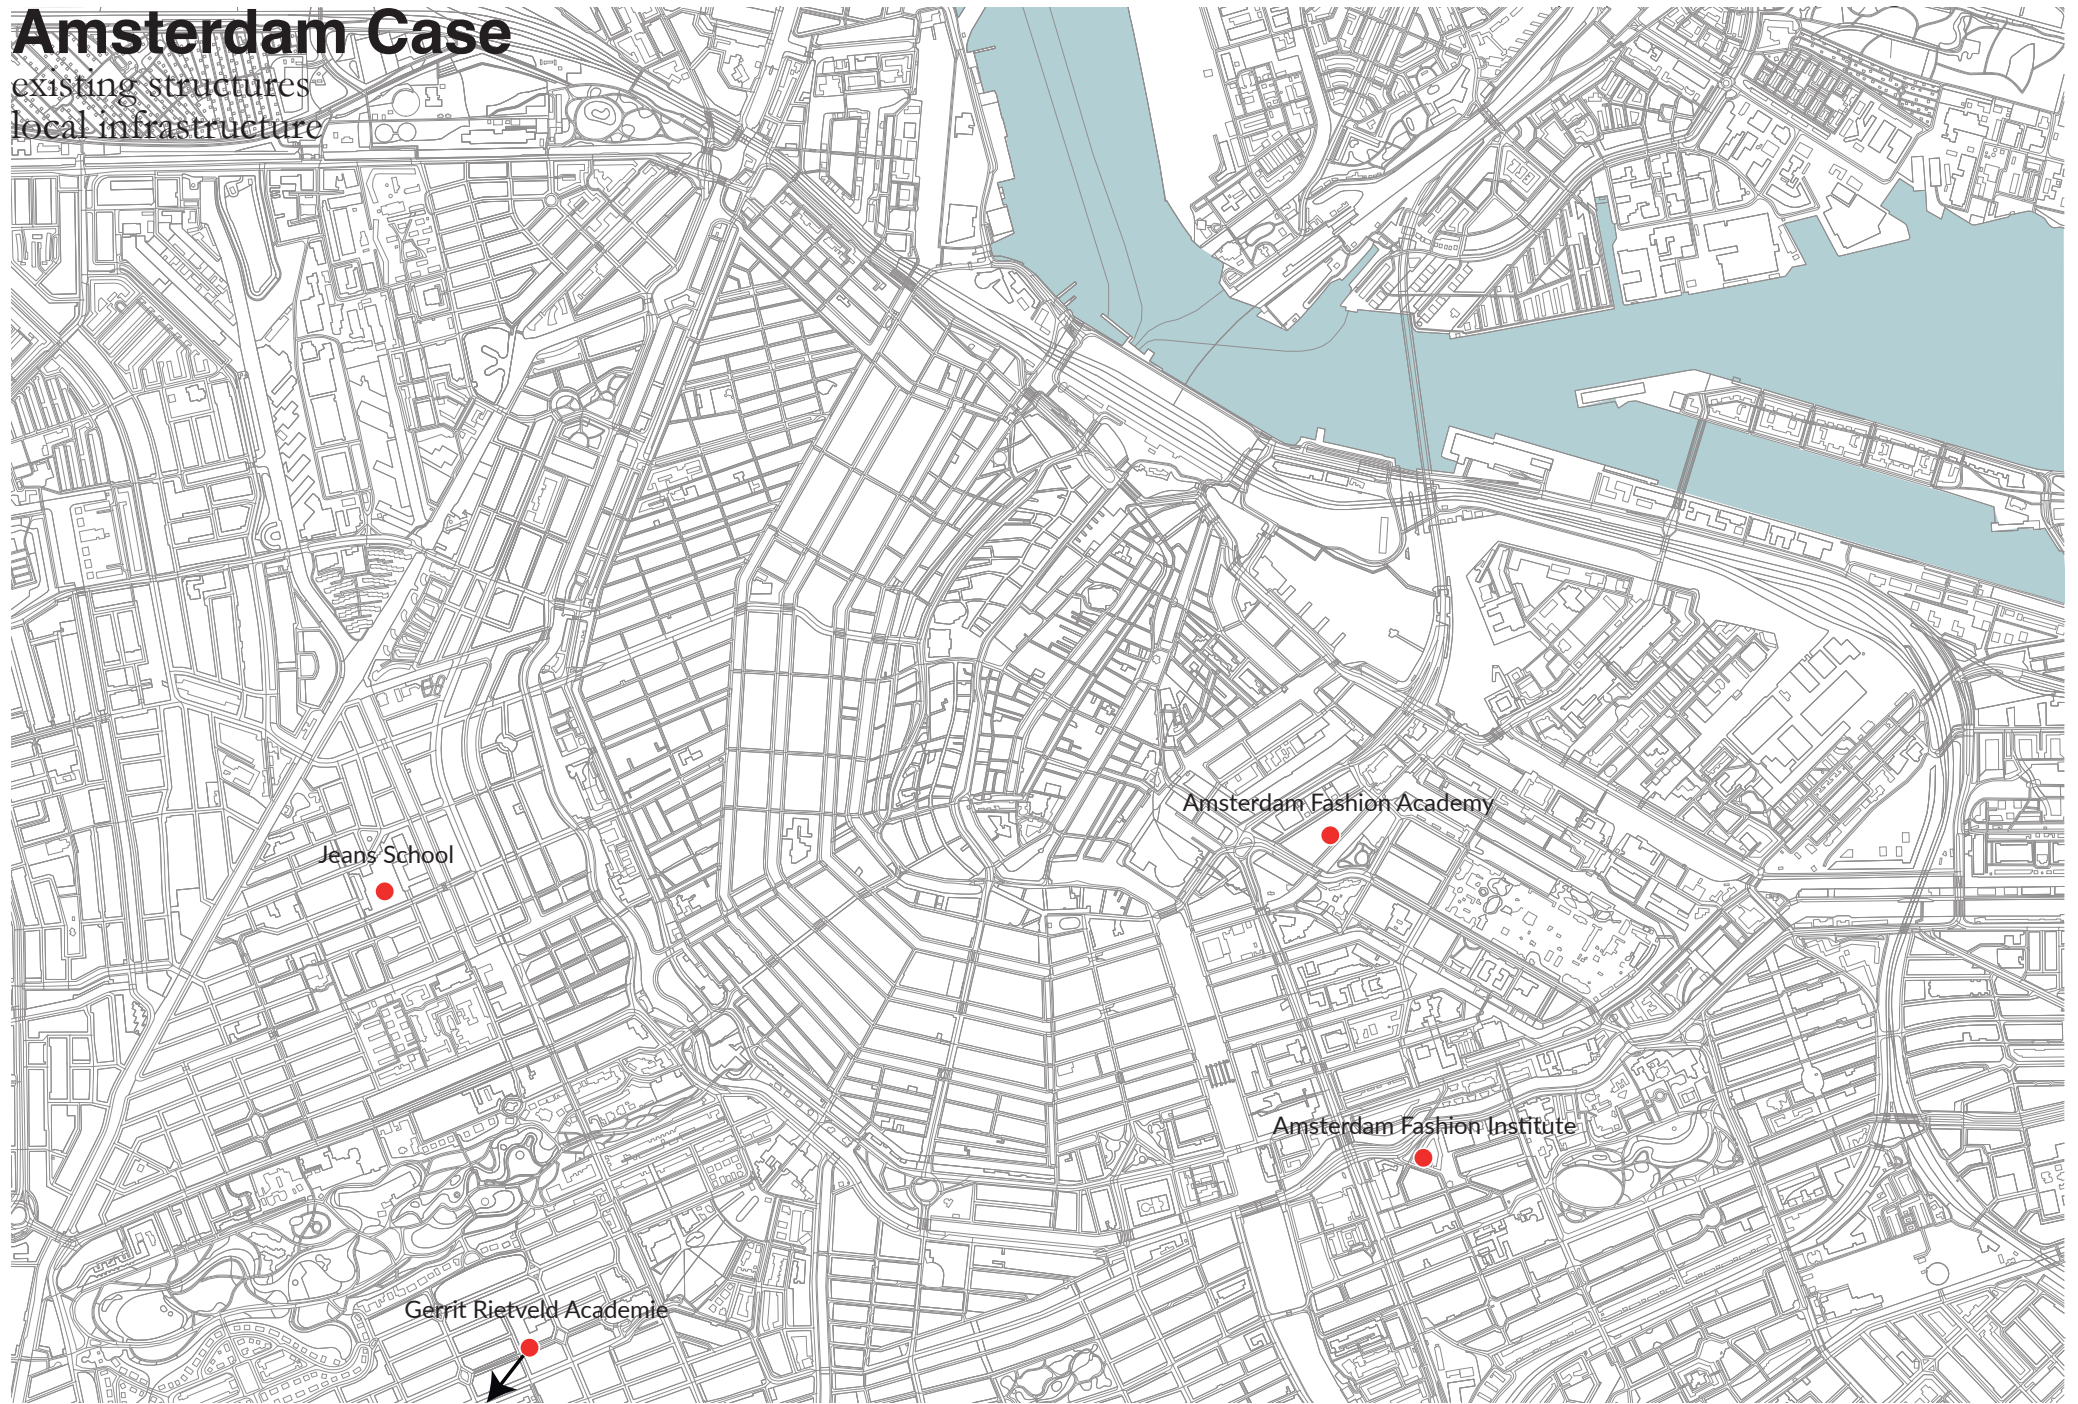 Amsterdam Case
existing structures
local infrastructure
Amsterdam Fashion Academy
Jeans School
Amsterdam Fashion Institute
Gerrit Rietveld Academie